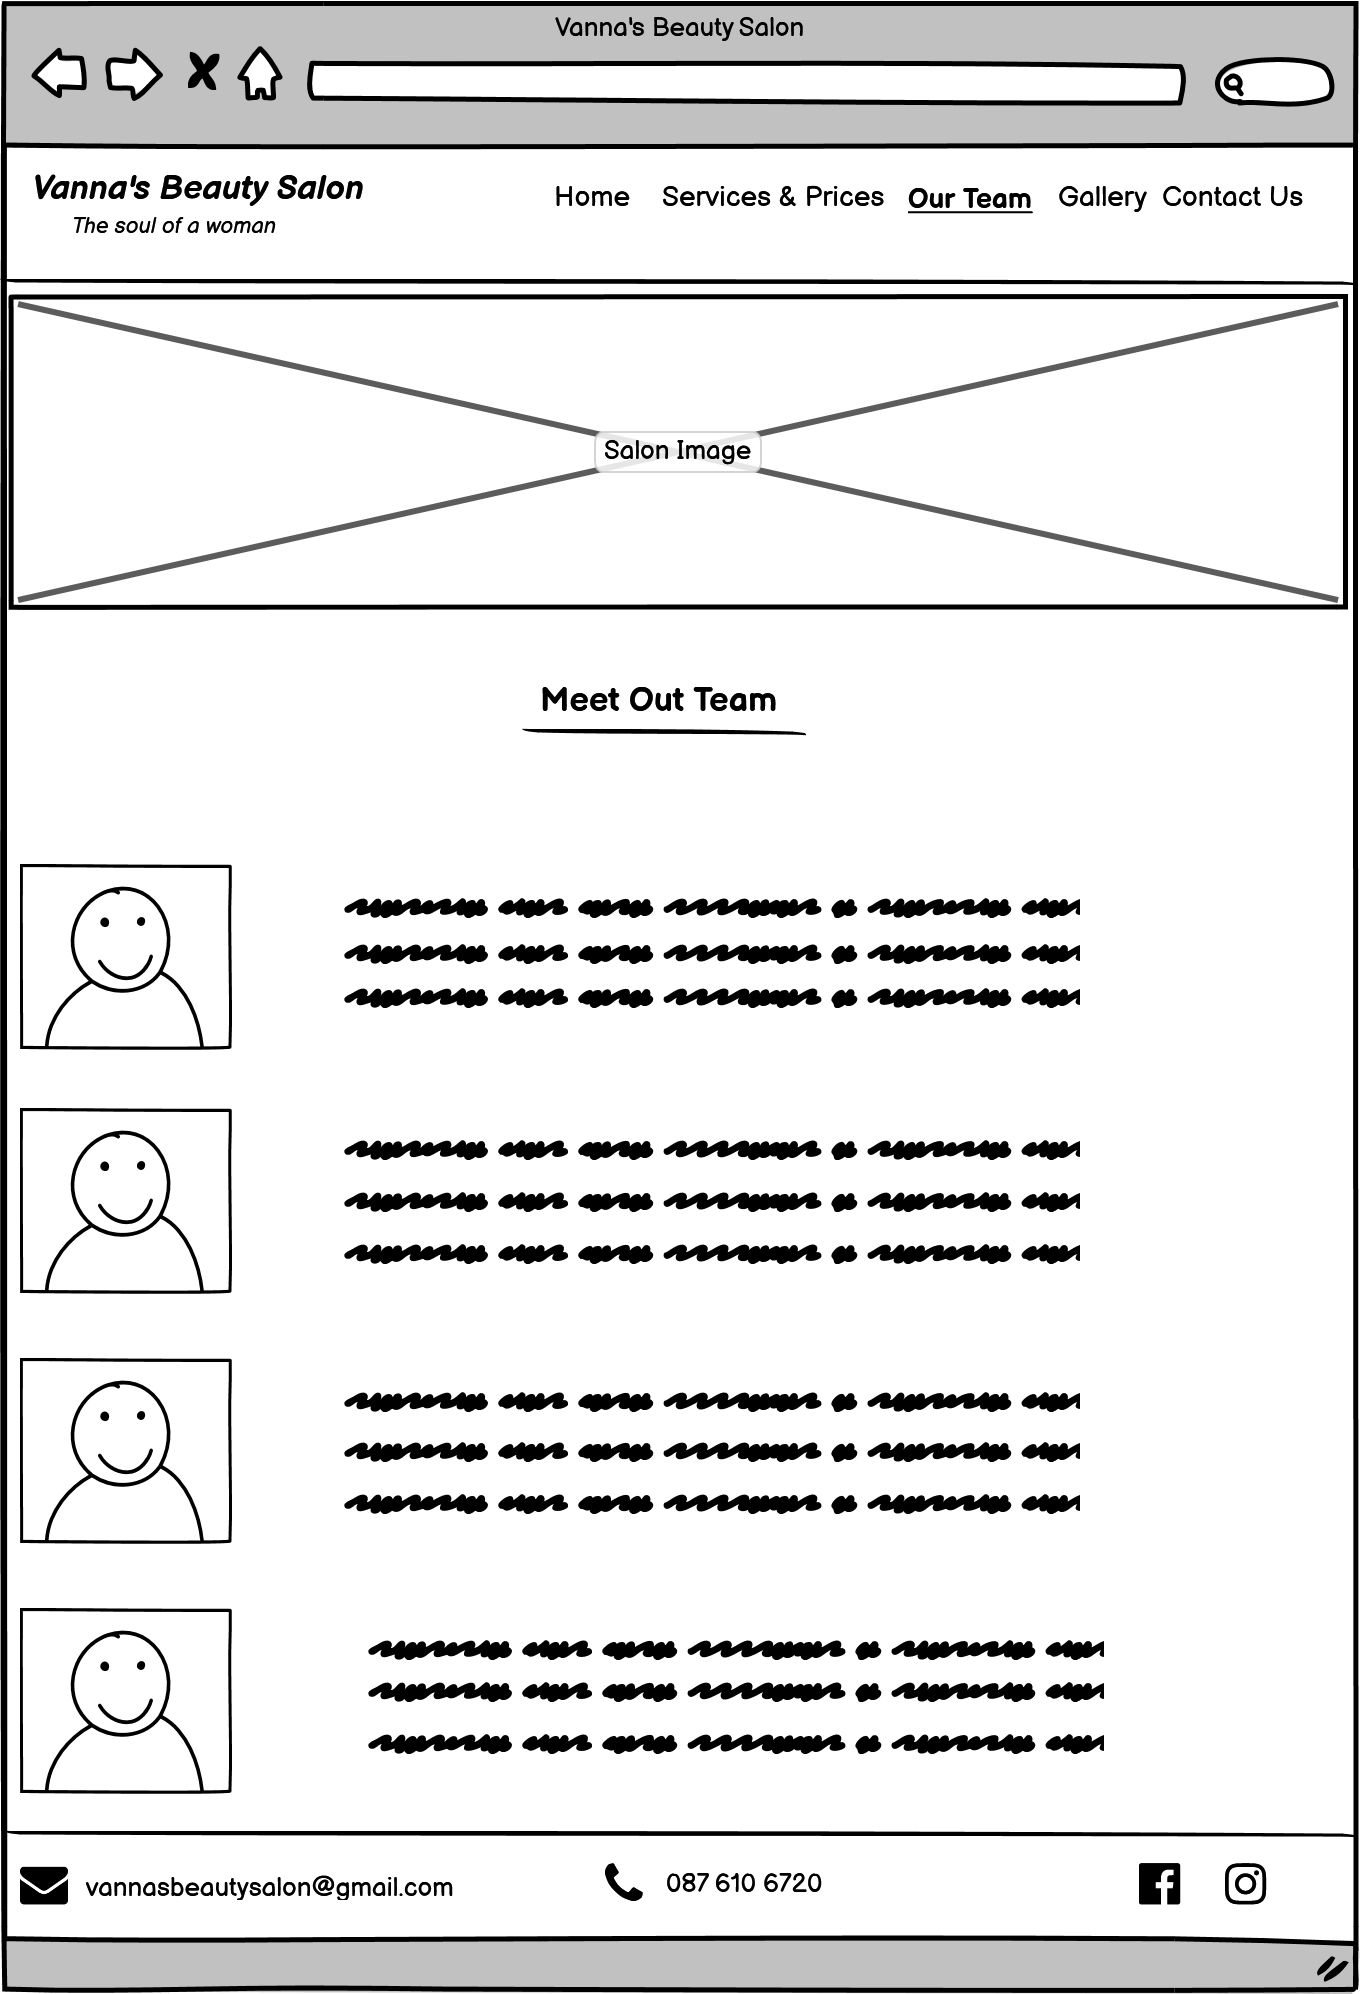 Vanna's Beauty Salon
Vanna's Beauty Salon
The soul of a woman
Home Services & Prices Our Team Gallery Contact Us
Salon Image
Meet Out Team
vannasbeautysalon@gmail.com 087 610 6720